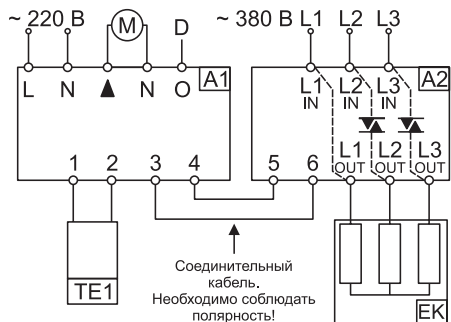 ~ 220 В
M
D
~ 380 В L1 L2 L3
L N ▲ N O A1
L1 L2 L3 A2
IN IN IN
1 2 3 4
5 6 L1 L2 L3
OUT OUT OUT
TE1
Соединительный
кабель.
Необходимо соблюдать
полярность!
EK